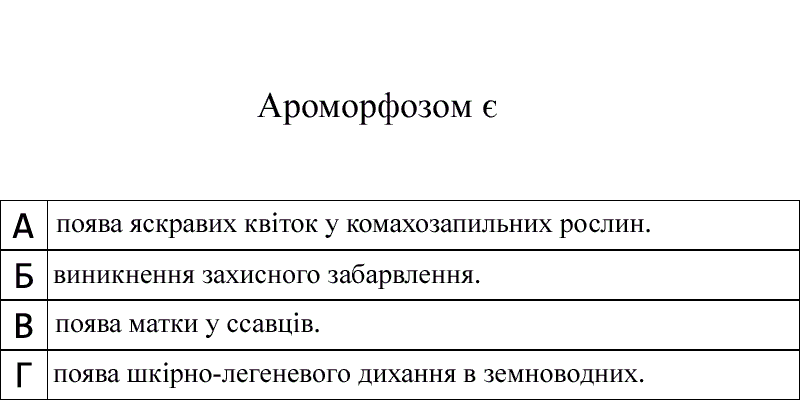 Ароморфозом є
А поява яскравих квіток у комахозапильних рослин.
Б виникнення захисного забарвлення.
В поява матки у ссавців.
Г поява шкірно-легеневого дихання в земноводних.